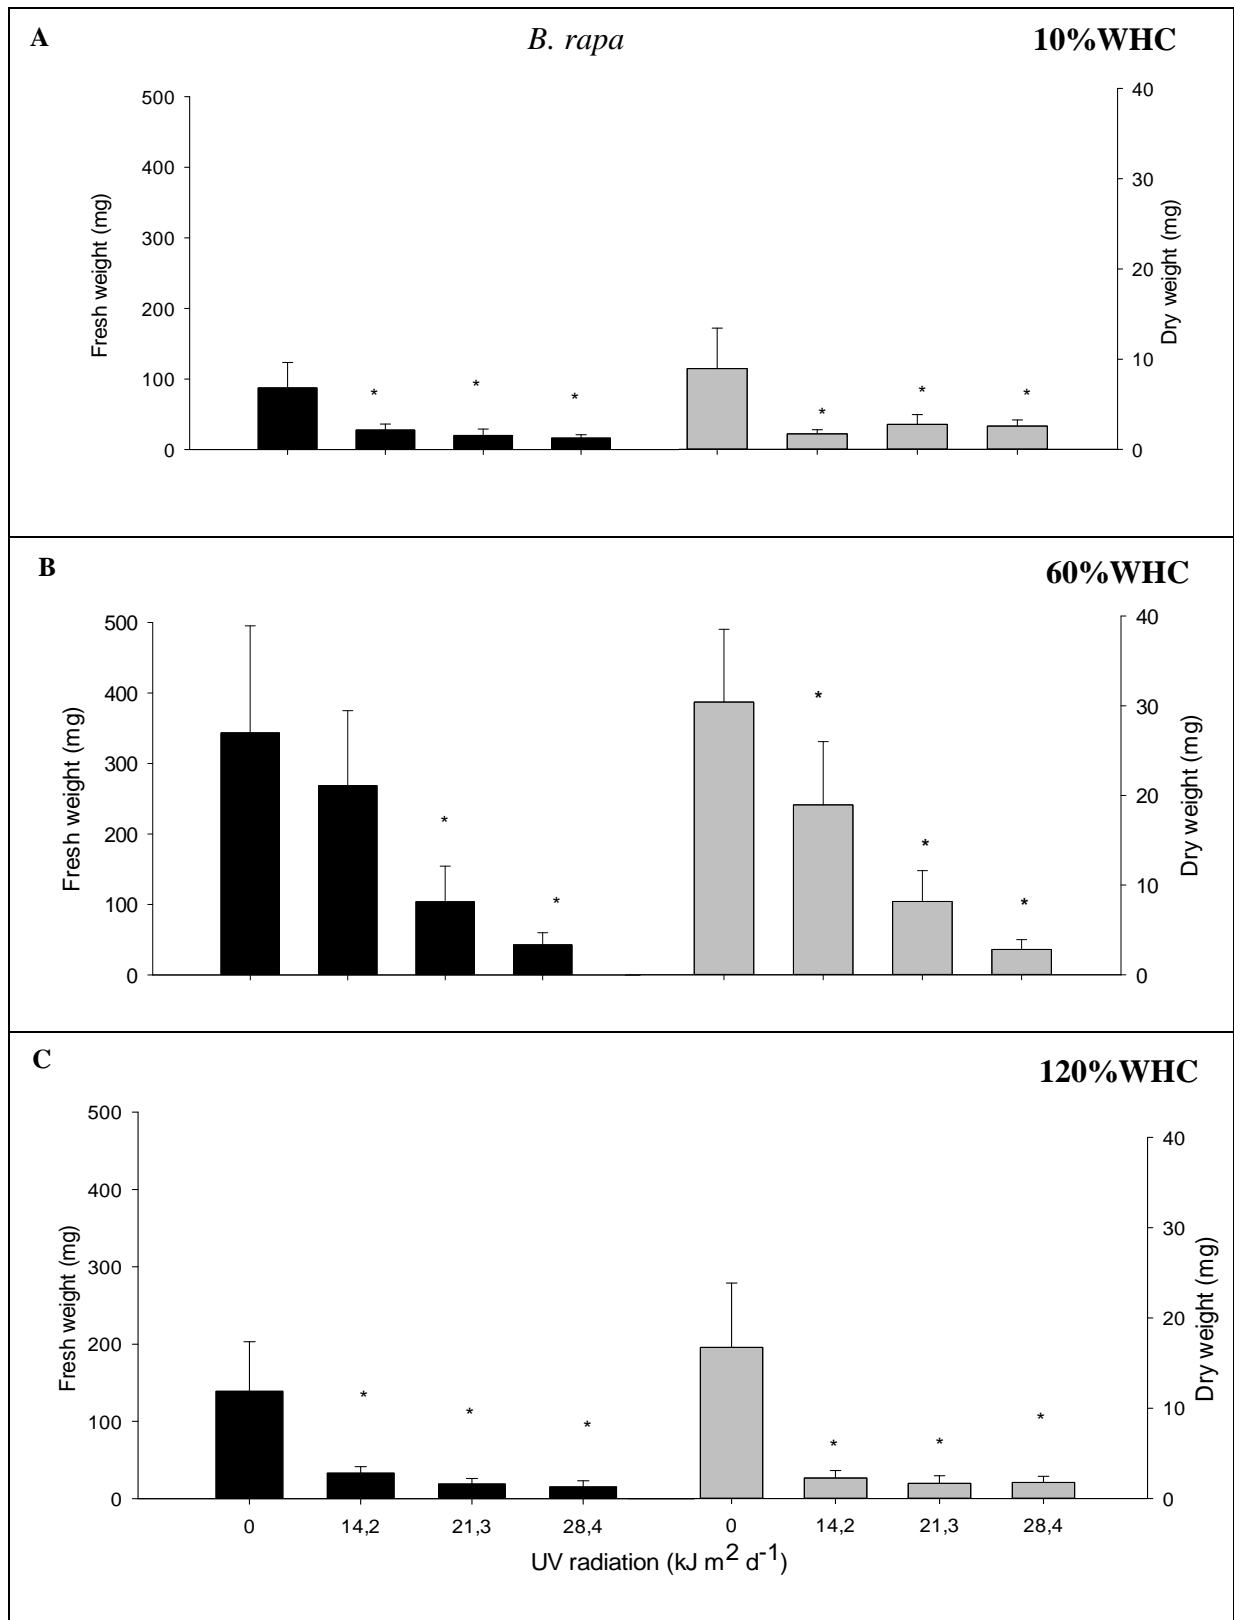 A
B. rapa
10%WHC
500
400
300
200
100
0
Fresh weight (mg)
* * *
* * * *
40
30
20
10
0
Dry weight (mg)
B
60%WHC
500
400
300
200
100
0
Fresh weight (mg)
* *
* * *
40
30
20
10
0
Dry weight (mg)
C
120%WHC
500
400
300
200
100
0
Fresh weight (mg)
* * *
* * *
40
30
20
10
0
Dry weight (mg)
0 14,2 21,3 28,4 0 14,2 21,3 28,4
UV radiation (kJ m² d⁻¹)